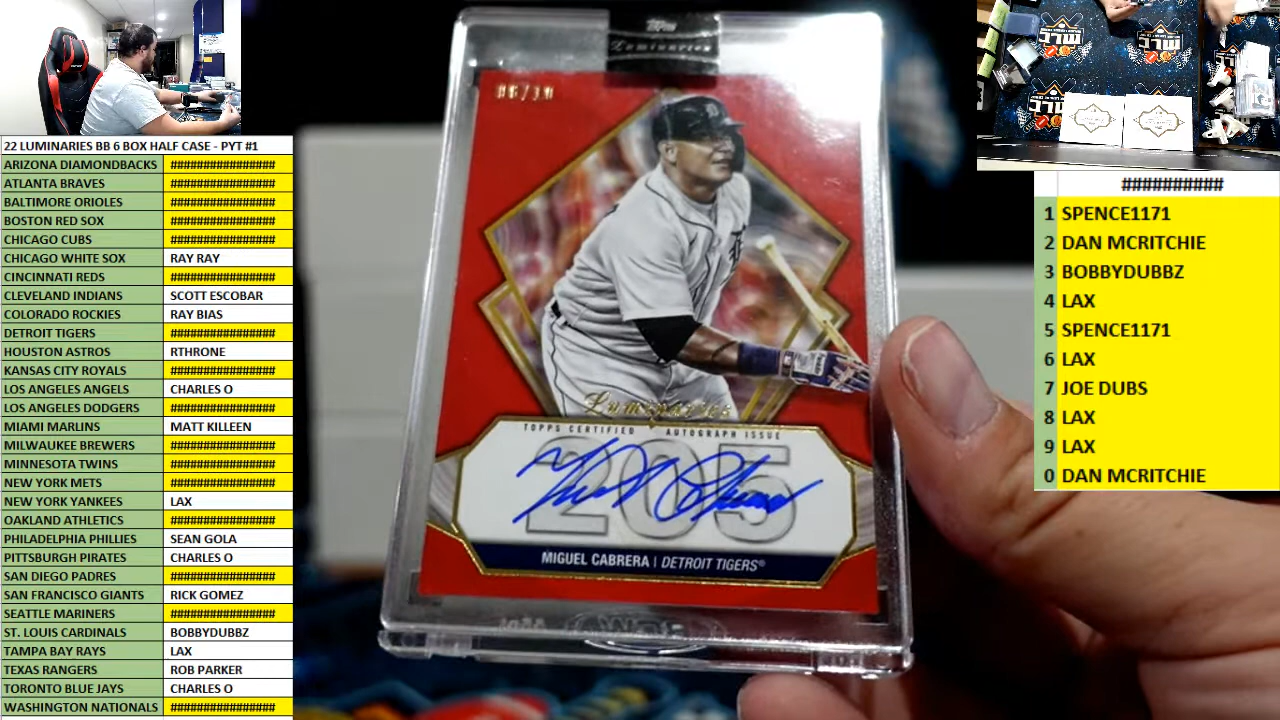 22 LUMINARIES BB 6 BOX HALF CASE - PYT #1
ARIZONA DIAMONDBACKS ################
ATLANTA BRAVES ################
BALTIMORE ORIOLES ################
BOSTON RED SOX ################
CHICAGO CUBS ################
CHICAGO WHITE SOX RAY RAY
CINCINNATI REDS ################
CLEVELAND INDIANS SCOTT ESCOBAR
COLORADO ROCKIES RAY BIAS
DETROIT TIGERS ################
HOUSTON ASTROS RTHRONE
KANSAS CITY ROYALS ################
LOS ANGELES ANGELS CHARLES O
LOS ANGELES DODGERS ################
MIAMI MARLINS MATT KILLEEN
MILWAUKEE BREWERS ################
MINNESOTA TWINS ################
NEW YORK METS ################
NEW YORK YANKEES LAX
OAKLAND ATHLETICS ################
PHILADELPHIA PHILLIES SEAN GOLA
PITTSBURGH PIRATES CHARLES O
SAN DIEGO PADRES ################
SAN FRANCISCO GIANTS RICK GOMEZ
SEATTLE MARINERS ################
ST. LOUIS CARDINALS BOBBYDUBBZ
TAMPA BAY RAYS LAX
TEXAS RANGERS ROB PARKER
TORONTO BLUE JAYS CHARLES O
WASHINGTON NATIONALS ################
Topps
Luminaries
Luminaries
TOPPS CERTIFIED AUTOGRAPH ISSUE
205
MIGUEL CABRERA | DETROIT TIGERS®
##########
1 SPENCE1171
2 DAN MCRITCHIE
3 BOBBYDUBBZ
4 LAX
5 SPENCE1171
6 LAX
7 JOE DUBS
8 LAX
9 LAX
0 DAN MCRITCHIE